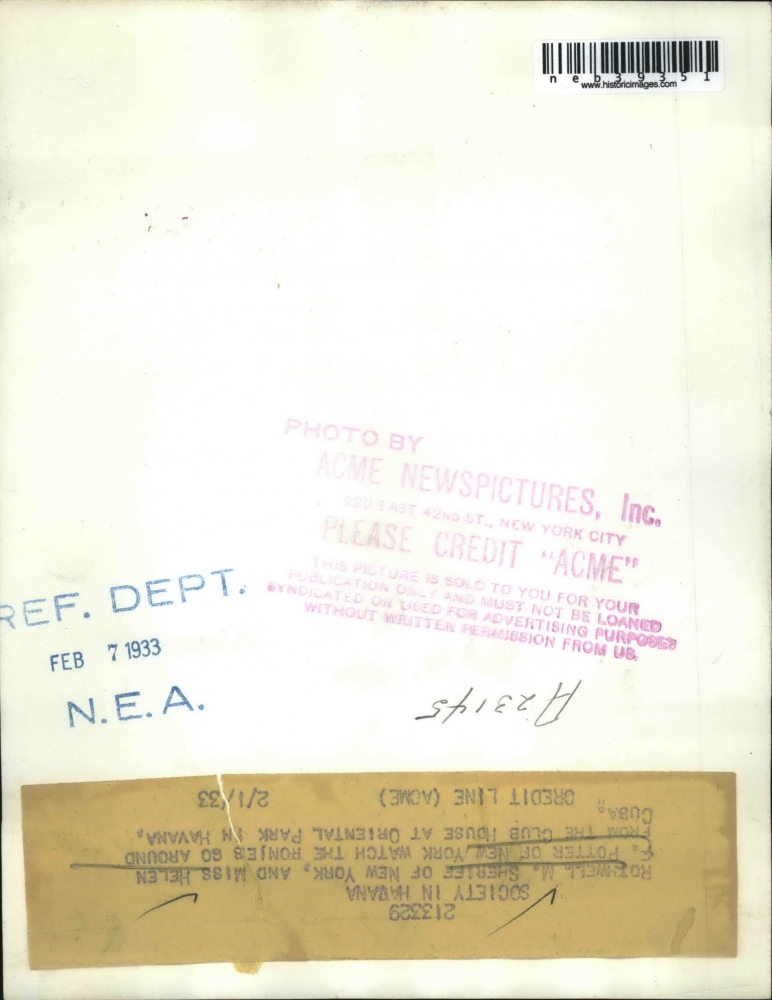 neb39351
www.historicimages.com
PHOTO BY
ACME NEWSPICTURES, Inc.
220 EAST 42ND ST., NEW YORK CITY
PLEASE CREDIT "ACME"
THIS PICTURE IS SOLD TO YOU FOR YOUR
PUBLICATION ONLY AND MUST NOT BE LOANED
SYNDICATED OR USED FOR ADVERTISING PURPOSES
WITHOUT WRITTEN PERMISSION FROM US.
REF. DEPT.
FEB 7 1933
N.E.A.
A23145
213329
SOCIETY IN HAVANA
ROTHWELL M. SHERLEE OF NEW YORK, AND MISS HELEN
F. POTTER OF NEW YORK WATCH THE PONIES GO AROUND
FROM THE CLUB HOUSE AT ORIENTAL PARK IN HAVANA,
CUBA.
CREDIT LINE (ACME) 2/1/33